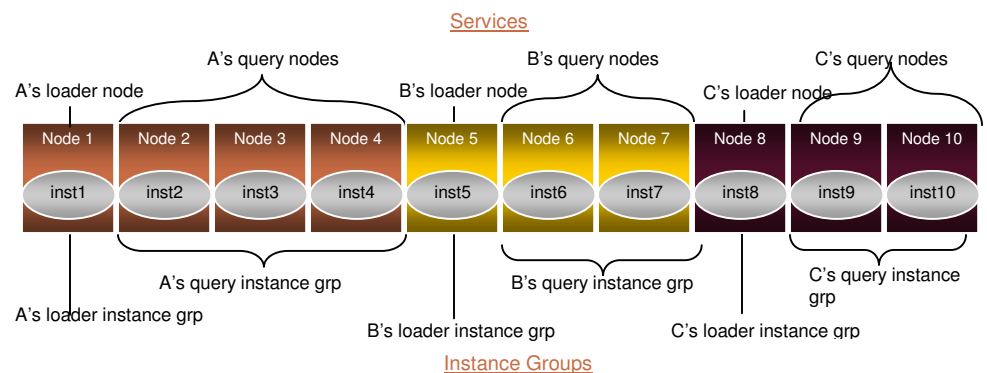 Services
A's query nodes
B's query nodes
C's query nodes
A's loader node
B's loader node
C's loader node
Node 1
Node 2
Node 3
Node 4
Node 5
Node 6
Node 7
Node 8
Node 9
Node 10
inst1
inst2
inst3
inst4
inst5
inst6
inst7
inst8
inst9
inst10
A's query instance grp
B's query instance grp
C's query instance
grp
A's loader instance grp
B's loader instance grp
C's loader instance grp
Instance Groups